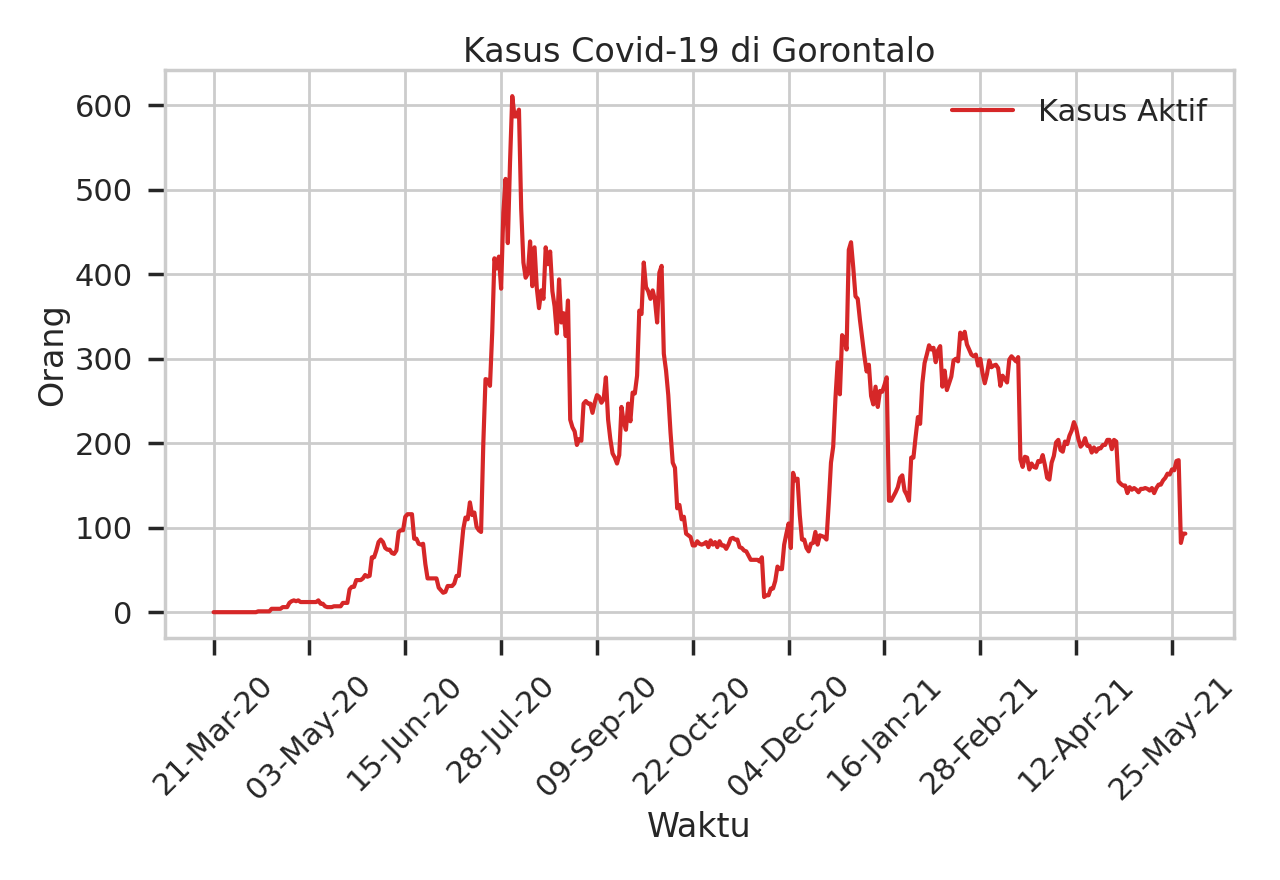 Kasus Covid-19 di Gorontalo
Kasus Aktif
600
500
400
300
200
100
0
Orang
21-Mar-20
03-May-20
15-Jun-20
28-Jul-20
09-Sep-20
22-Oct-20
04-Dec-20
16-Jan-21
28-Feb-21
12-Apr-21
25-May-21
Waktu